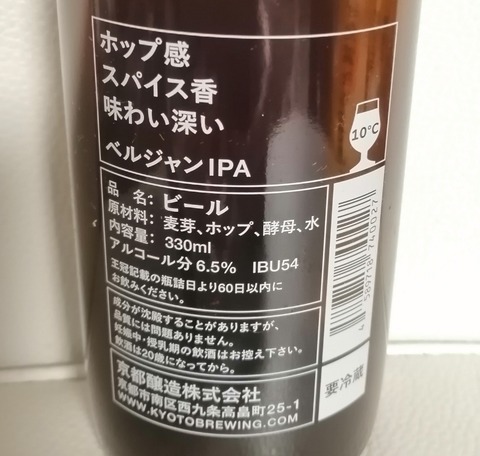 ホップ感
スパイス香
味わい深い
ベルジャンIPA
10℃
品　名: ビール
原材料: 麦芽、ホップ、酵母、水
内容量: 330ml
アルコール分 6.5%　IBU54
王冠記載の瓶詰日より60日以内に
お飲みください。
成分が沈殿することがありますが、
品質には問題ありません。
妊娠中・授乳期の飲酒はお控え下さい。
飲酒は20歳になってから。
京都醸造株式会社
京都市南区西九条高畠町25-1
WWW.KYOTOBREWING.COM
要冷蔵
4 589718 740027